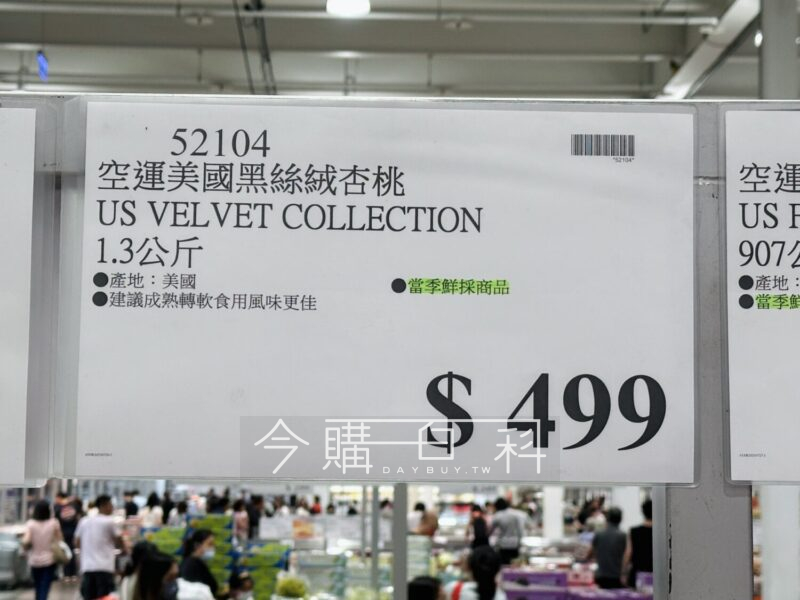 52104
*52104*
空運美國黑絲絨杏桃
US VELVET COLLECTION
1.3公斤
●產地：美國
●當季鮮採商品
●建議成熟轉軟食用風味更佳
$ 499
今購百科
DAYBUY.TW
空運
US F
907公
●產地：
●當季鮮